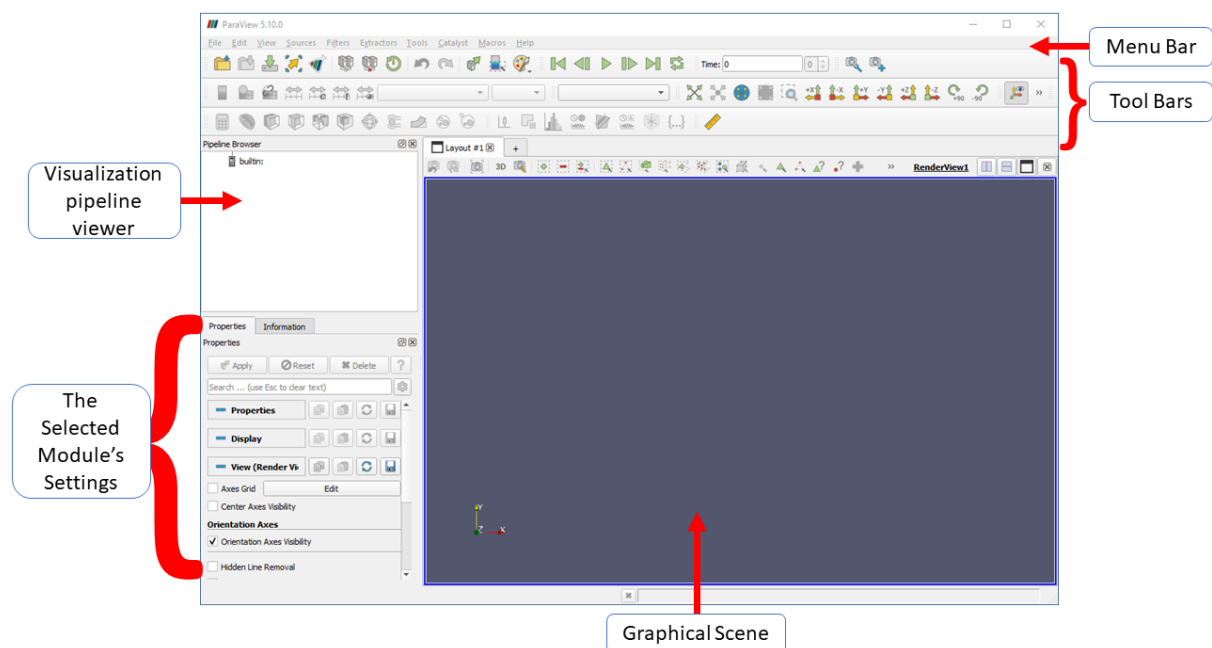 ParaView 5.10.0
File Edit View Sources Filters Extractors Tools Catalyst Macros Help
Menu Bar
Time: 0 0
Tool Bars
+X -X +Y -Y +Z -Z +90 -90 »
{...}
Pipeline Browser
builtin:
Layout #1 +
3D ? ? » RenderView1
Visualization
pipeline
viewer
Properties Information
Properties
Apply Reset Delete ?
Search ... (use Esc to clear text)
Properties
Display
View (Render Vi
Axes Grid Edit
Center Axes Visibility
Orientation Axes
Orientation Axes Visibility
Hidden Line Removal
The
Selected
Module’s
Settings
Y
Z X
Graphical Scene